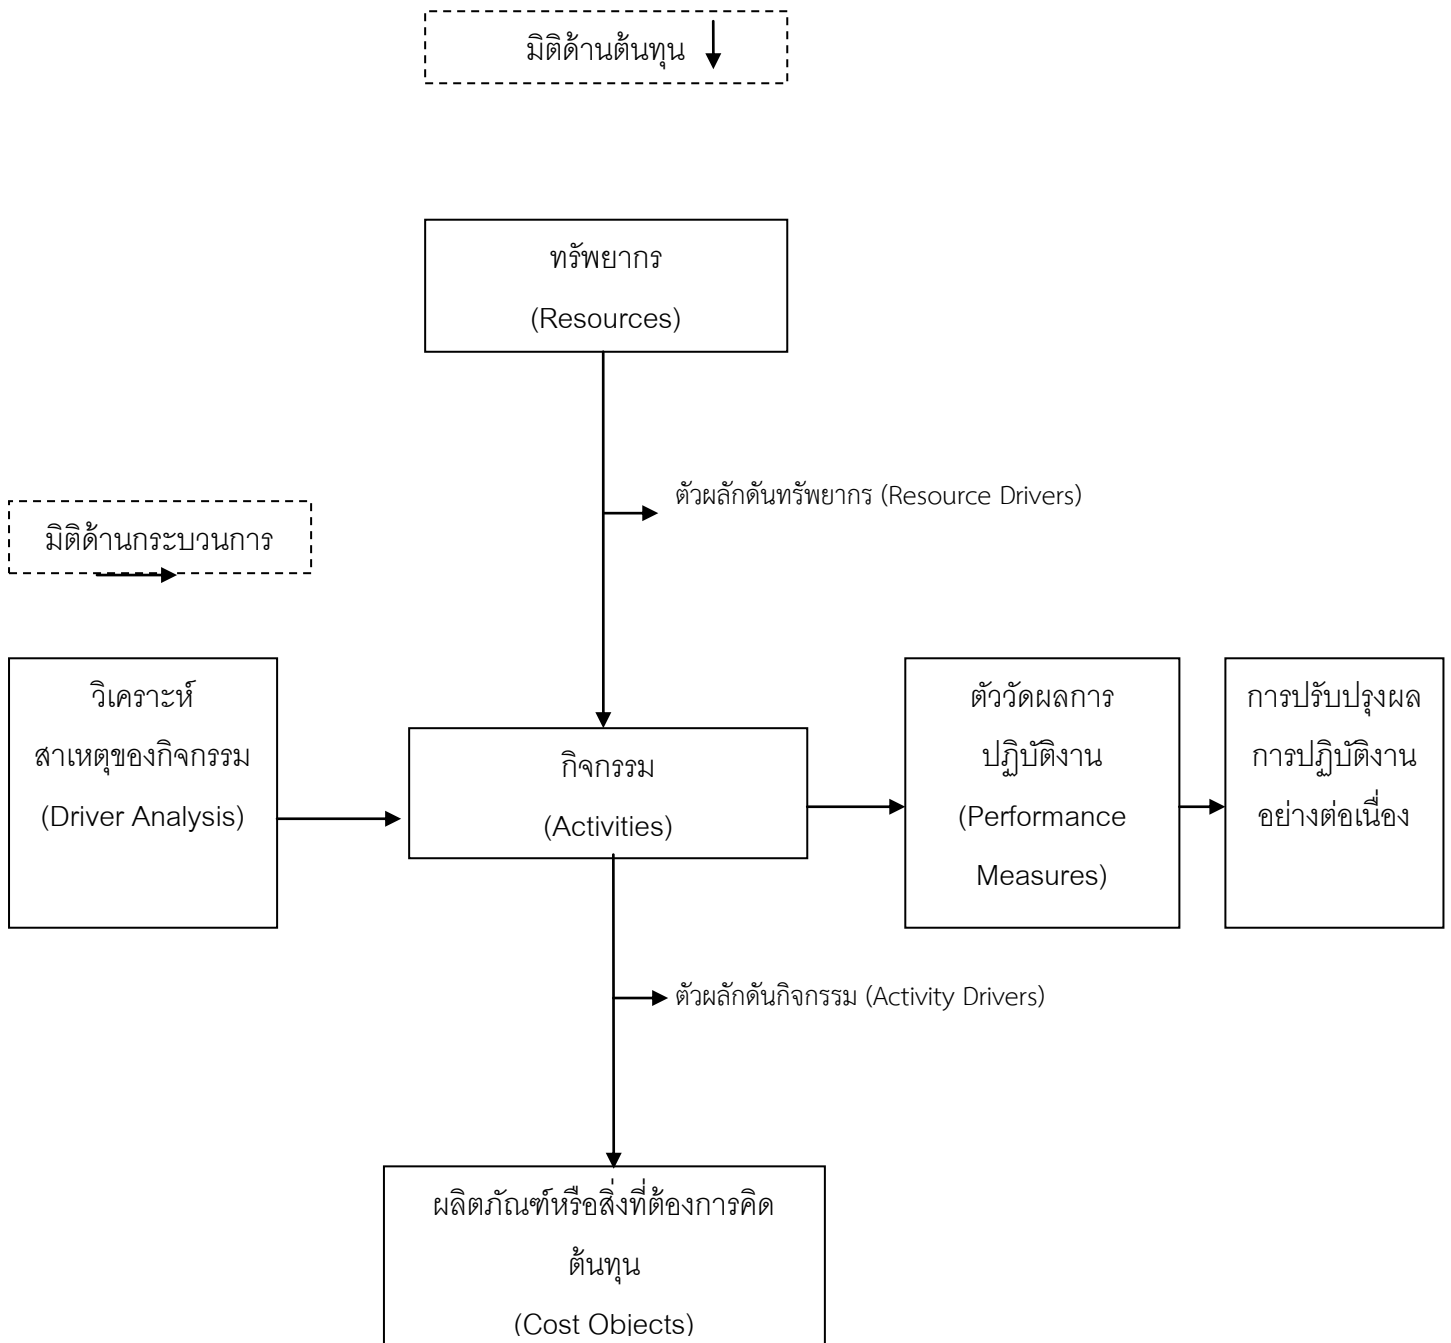 มิติด้านต้นทุน
ทรัพยากร
(Resources)
ตัวผลักดันทรัพยากร (Resource Drivers)
มิติด้านกระบวนการ
วิเคราะห์
สาเหตุของกิจกรรม
(Driver Analysis)
กิจกรรม
(Activities)
ตัววัดผลการ
ปฏิบัติงาน
(Performance
Measures)
การปรับปรุงผล
การปฏิบัติงาน
อย่างต่อเนื่อง
ตัวผลักดันกิจกรรม (Activity Drivers)
ผลิตภัณฑ์หรือสิ่งที่ต้องการคิด
ต้นทุน
(Cost Objects)